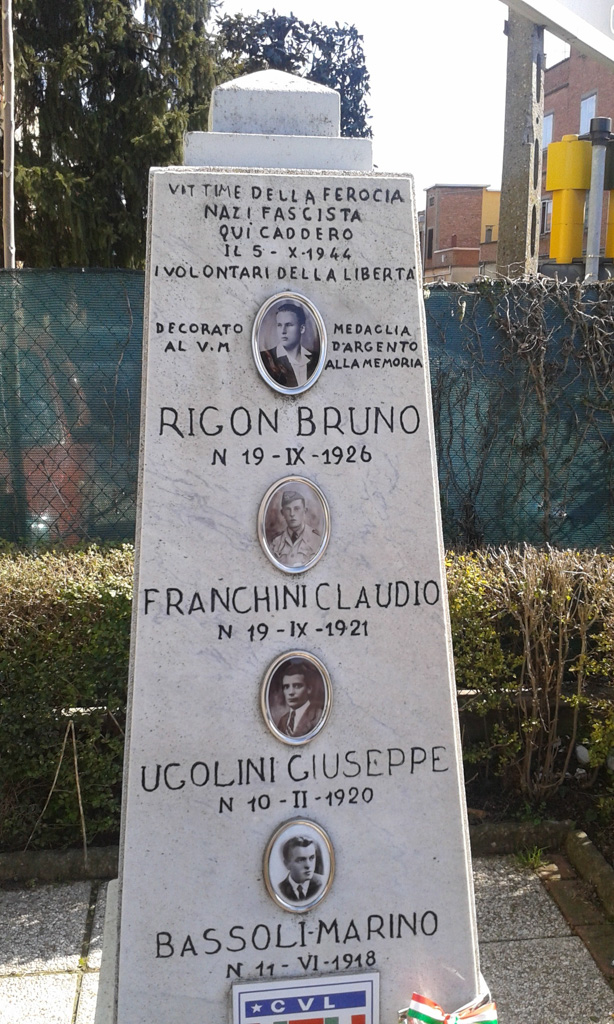 VITTIME DELLA FEROCIA
NAZI FASCISTA
QUI CADDERO
IL 5 - X - 1944
I VOLONTARI DELLA LIBERTA'
DECORATO
AL V.M
MEDAGLIA
D'ARGENTO
ALLA MEMORIA
RIGON BRUNO
N 19 - IX - 1926
FRANCHINI CLAUDIO
N 19 - IX - 1921
UGOLINI GIUSEPPE
N 10 - II - 1920
BASSOLI-MARINO
N 11 - VI - 1918
CVL